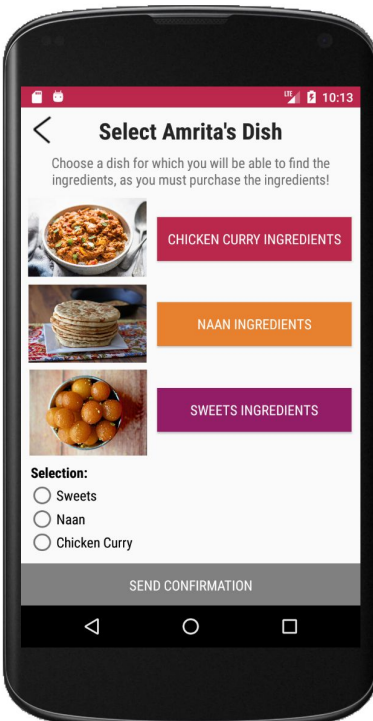 LTE 10:13
Select Amrita's Dish
Choose a dish for which you will be able to find the
ingredients, as you must purchase the ingredients!
CHICKEN CURRY INGREDIENTS
NAAN INGREDIENTS
SWEETS INGREDIENTS
Selection:
Sweets
Naan
Chicken Curry
SEND CONFIRMATION